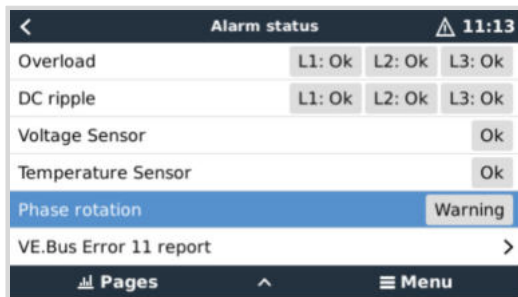 Alarm status 11:13
Overload L1: Ok L2: Ok L3: Ok
DC ripple L1: Ok L2: Ok L3: Ok
Voltage Sensor Ok
Temperature Sensor Ok
Phase rotation Warning
VE.Bus Error 11 report
Pages Menu